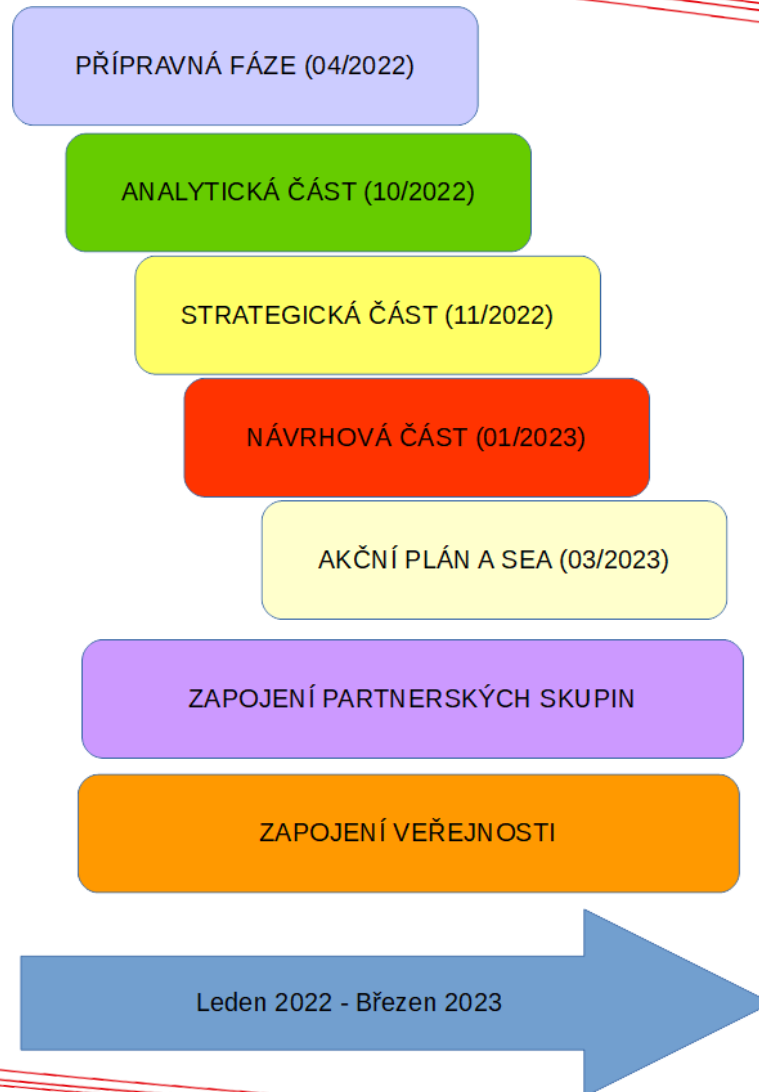 PŘÍPRAVNÁ FÁZE (04/2022)
ANALYTICKÁ ČÁST (10/2022)
STRATEGICKÁ ČÁST (11/2022)
NÁVRHOVÁ ČÁST (01/2023)
AKČNÍ PLÁN A SEA (03/2023)
ZAPOJENÍ PARTNERSKÝCH SKUPIN
ZAPOJENÍ VEŘEJNOSTI
Leden 2022 - Březen 2023